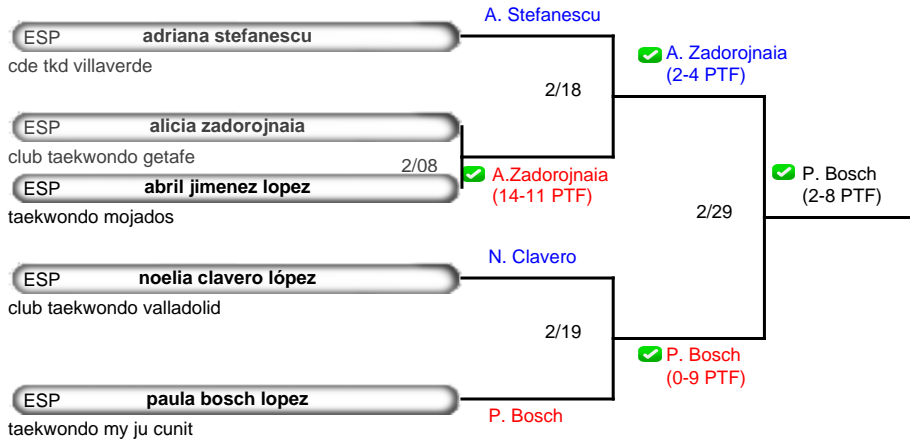 A. Stefanescu
ESP adriana stefanescu
cde tkd villaverde
A. Zadorojnaia
(2-4 PTF)
2/18
ESP alicia zadorojnaia
club taekwondo getafe
2/08
A.Zadorojnaia
(14-11 PTF)
ESP abril jimenez lopez
taekwondo mojados
P. Bosch
(2-8 PTF)
2/29
N. Clavero
ESP noelia clavero lópez
club taekwondo valladolid
2/19
P. Bosch
(0-9 PTF)
ESP paula bosch lopez
P. Bosch
taekwondo my ju cunit